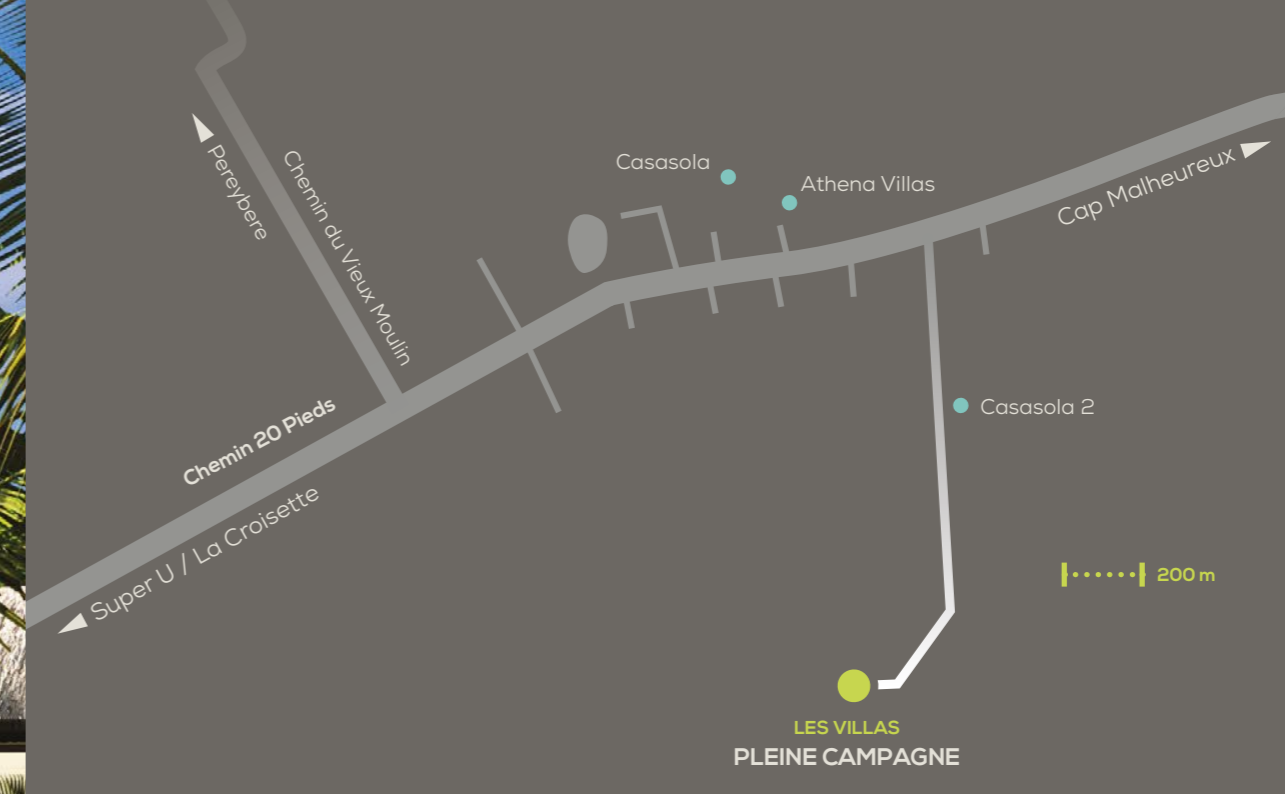 Casasola
Athena Villas
Pereybere
Chemin du Vieux Moulin
Cap Malheureux
Chemin 20 Pieds
Super U / La Croisette
Casasola 2
200 m
LES VILLAS
PLEINE CAMPAGNE